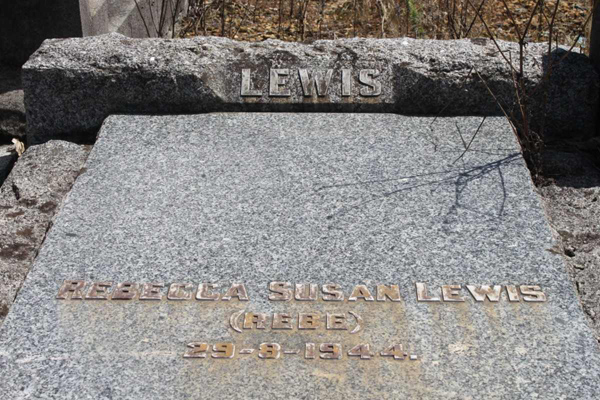 LEWIS
REBECCA SUSAN LEWIS
(REBE)
29-8-1944.